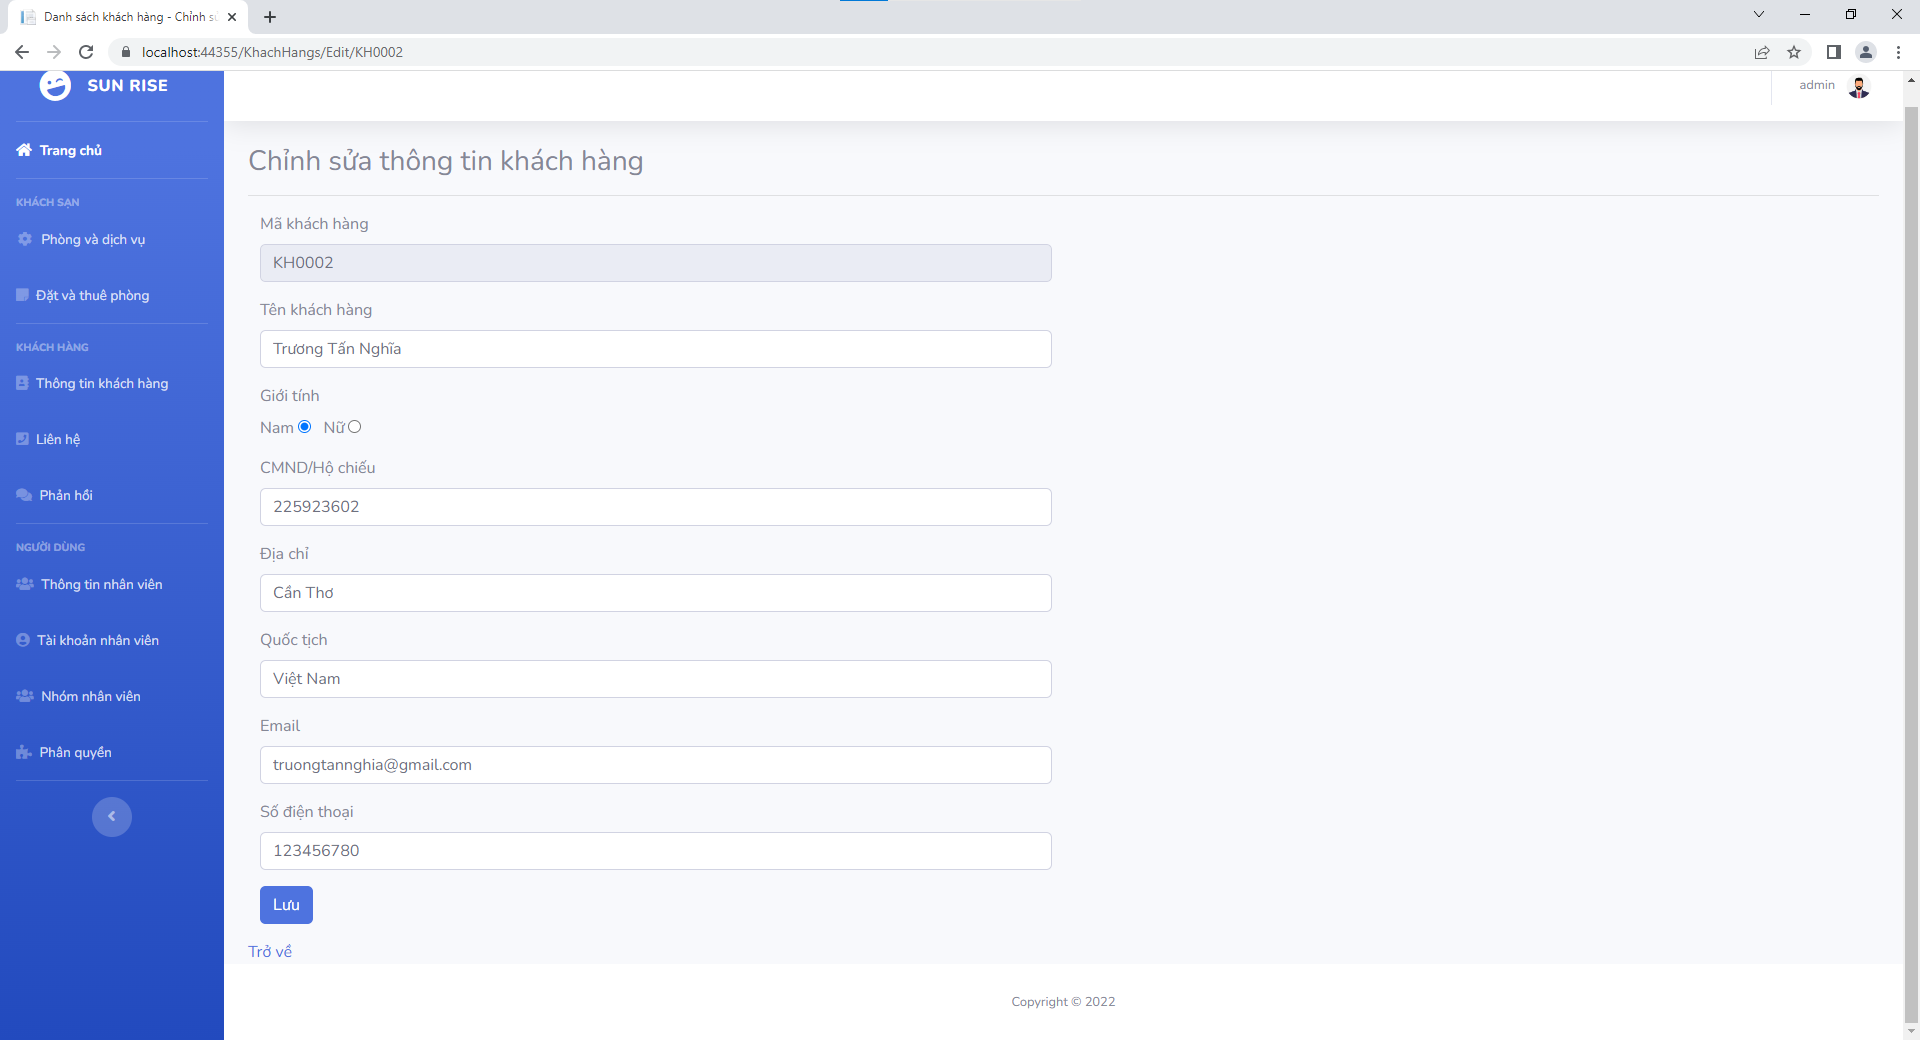 Danh sách khách hàng - Chỉnh sử
localhost:44355/KhachHangs/Edit/KH0002
SUN RISE
admin
Trang chủ
KHÁCH SẠN
Phòng và dịch vụ
Đặt và thuê phòng
KHÁCH HÀNG
Thông tin khách hàng
Liên hệ
Phản hồi
NGƯỜI DÙNG
Thông tin nhân viên
Tài khoản nhân viên
Nhóm nhân viên
Phân quyền
Chỉnh sửa thông tin khách hàng
Mã khách hàng
KH0002
Tên khách hàng
Trương Tấn Nghĩa
Giới tính
Nam Nữ
CMND/Hộ chiếu
225923602
Địa chỉ
Cần Thơ
Quốc tịch
Việt Nam
Email
truongtannghia@gmail.com
Số điện thoại
123456780
Lưu
Trở về
Copyright © 2022